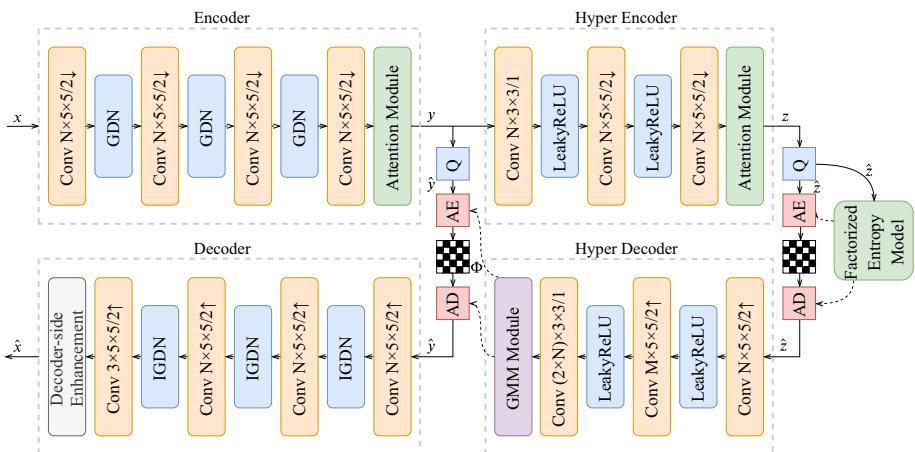 Encoder
Hyper Encoder
x
Conv N×5×5/2↓
GDN
Conv N×5×5/2↓
GDN
Conv N×5×5/2↓
GDN
Conv N×5×5/2↓
Attention Module
y
Conv N×3×3/1
LeakyReLU
Conv N×5×5/2↓
LeakyReLU
Conv N×5×5/2↓
Attention Module
z
Q
ŷ
AE
Φ
AD
ŷ
Q
ẑ
ẑ
AE
AD
ẑ
Factorized
Entropy
Model
Decoder
Hyper Decoder
x̂
Decoder-side
Enhancement
Conv 3×5×5/2↑
IGDN
Conv N×5×5/2↑
IGDN
Conv N×5×5/2↑
IGDN
Conv N×5×5/2↑
GMM Module
Conv (2×N)×3×3/1
LeakyReLU
Conv M×5×5/2↑
LeakyReLU
Conv N×5×5/2↑